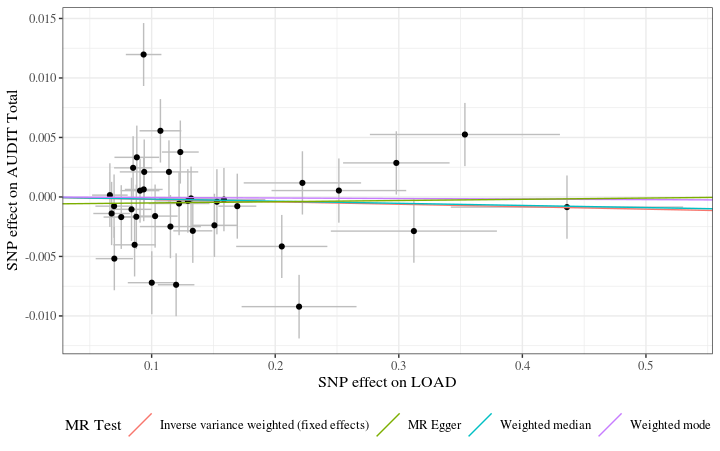 0.015
0.010
0.005
0.000
-0.005
-0.010
SNP effect on AUDIT Total
0.1 0.2 0.3 0.4 0.5
SNP effect on LOAD
MR Test Inverse variance weighted (fixed effects) MR Egger Weighted median Weighted mode